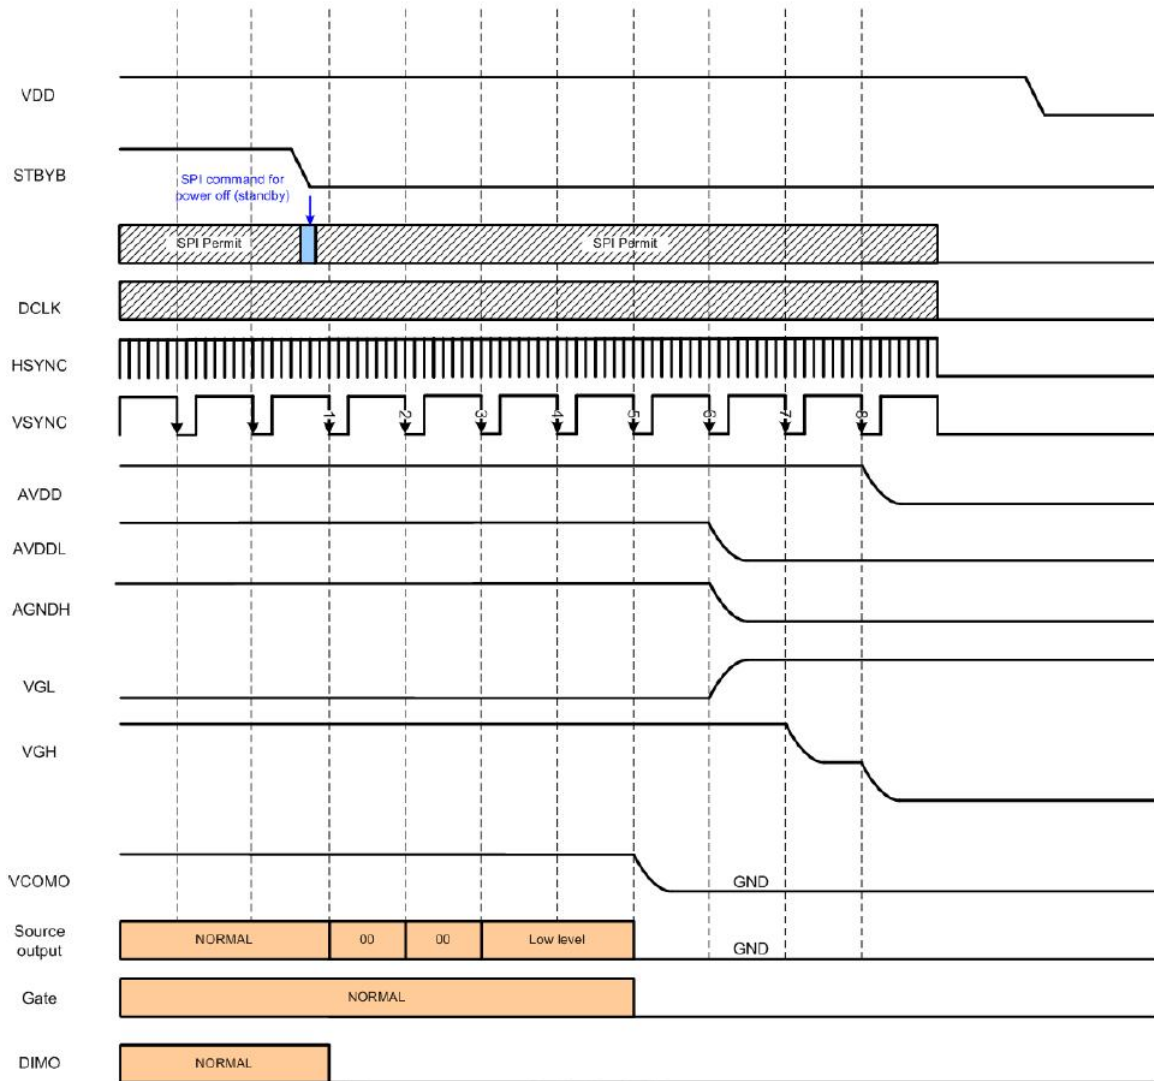 VDD
STBYB
SPI command for
power off (standby)
SPI Permit
SPI Permit
DCLK
HSYNC
VSYNC
1
2
3
4
5
6
7
8
AVDD
AVDDL
AGNDH
VGL
VGH
VCOMO
GND
Source
output
NORMAL
00
00
Low level
GND
Gate
NORMAL
DIMO
NORMAL